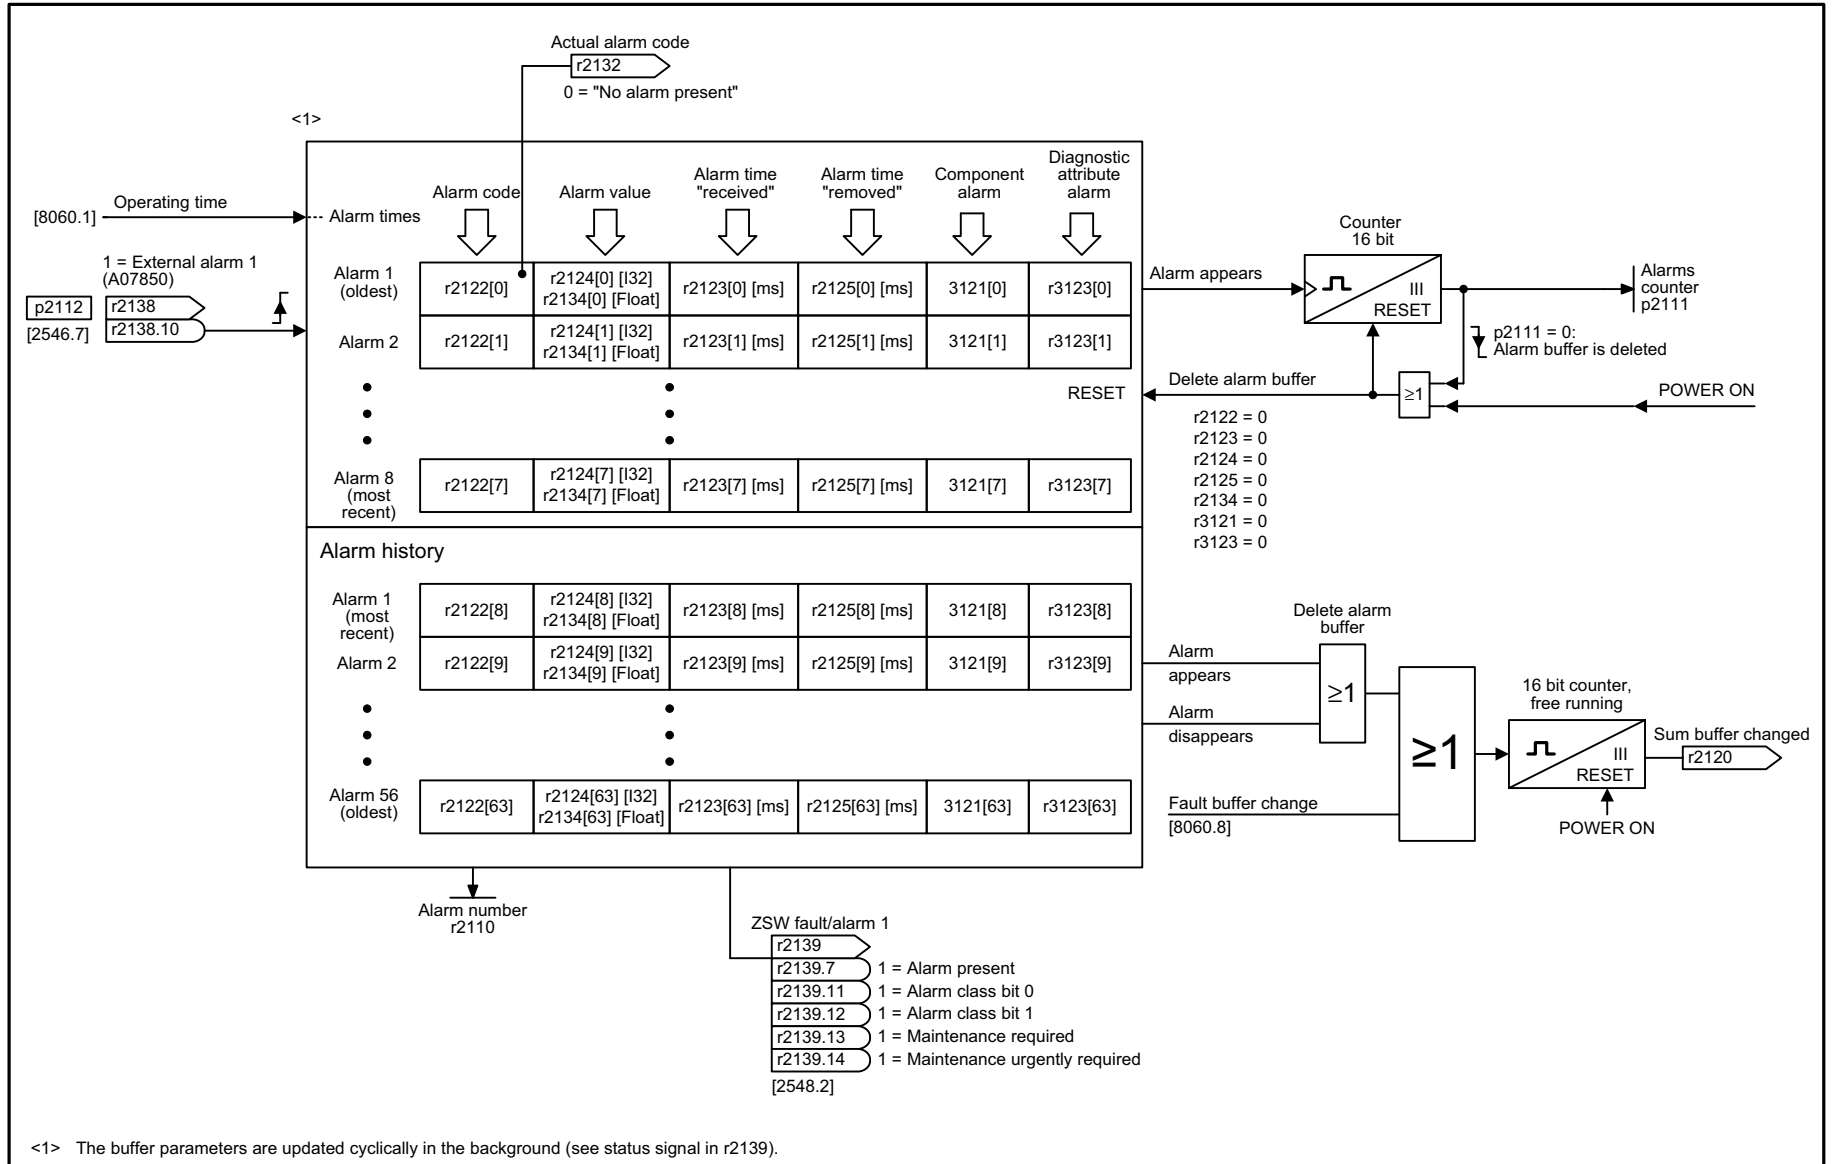 Actual alarm code
r2132
0 = "No alarm present"
<1>
[8060.1]
Operating time
Alarm times
Alarm code
Alarm value
Alarm time
"received"
Alarm time
"removed"
Component
alarm
Diagnostic
attribute
alarm
1 = External alarm 1
(A07850)
p2112
[2546.7]
r2138
r2138.10
Alarm 1
(oldest)
r2122[0]
r2124[0] [I32]
r2134[0] [Float]
r2123[0] [ms]
r2125[0] [ms]
3121[0]
r3123[0]
Alarm 2
r2122[1]
r2124[1] [I32]
r2134[1] [Float]
r2123[1] [ms]
r2125[1] [ms]
3121[1]
r3123[1]
RESET
Alarm 8
(most
recent)
r2122[7]
r2124[7] [I32]
r2134[7] [Float]
r2123[7] [ms]
r2125[7] [ms]
3121[7]
r3123[7]
Alarm appears
Counter
16 bit
III
RESET
Alarms
counter
p2111
p2111 = 0:
Alarm buffer is deleted
Delete alarm buffer
≥1
POWER ON
r2122 = 0
r2123 = 0
r2124 = 0
r2125 = 0
r2134 = 0
r3121 = 0
r3123 = 0
Alarm history
Alarm 1
(most
recent)
r2122[8]
r2124[8] [I32]
r2134[8] [Float]
r2123[8] [ms]
r2125[8] [ms]
3121[8]
r3123[8]
Alarm 2
r2122[9]
r2124[9] [I32]
r2134[9] [Float]
r2123[9] [ms]
r2125[9] [ms]
3121[9]
r3123[9]
Alarm 56
(oldest)
r2122[63]
r2124[63] [I32]
r2134[63] [Float]
r2123[63] [ms]
r2125[63] [ms]
3121[63]
r3123[63]
Delete alarm
buffer
Alarm
appears
Alarm
disappears
≥1
≥1
Fault buffer change
[8060.8]
16 bit counter,
free running
III
RESET
POWER ON
Sum buffer changed
r2120
Alarm number
r2110
ZSW fault/alarm 1
r2139
r2139.7 1 = Alarm present
r2139.11 1 = Alarm class bit 0
r2139.12 1 = Alarm class bit 1
r2139.13 1 = Maintenance required
r2139.14 1 = Maintenance urgently required
[2548.2]
<1> The buffer parameters are updated cyclically in the background (see status signal in r2139).